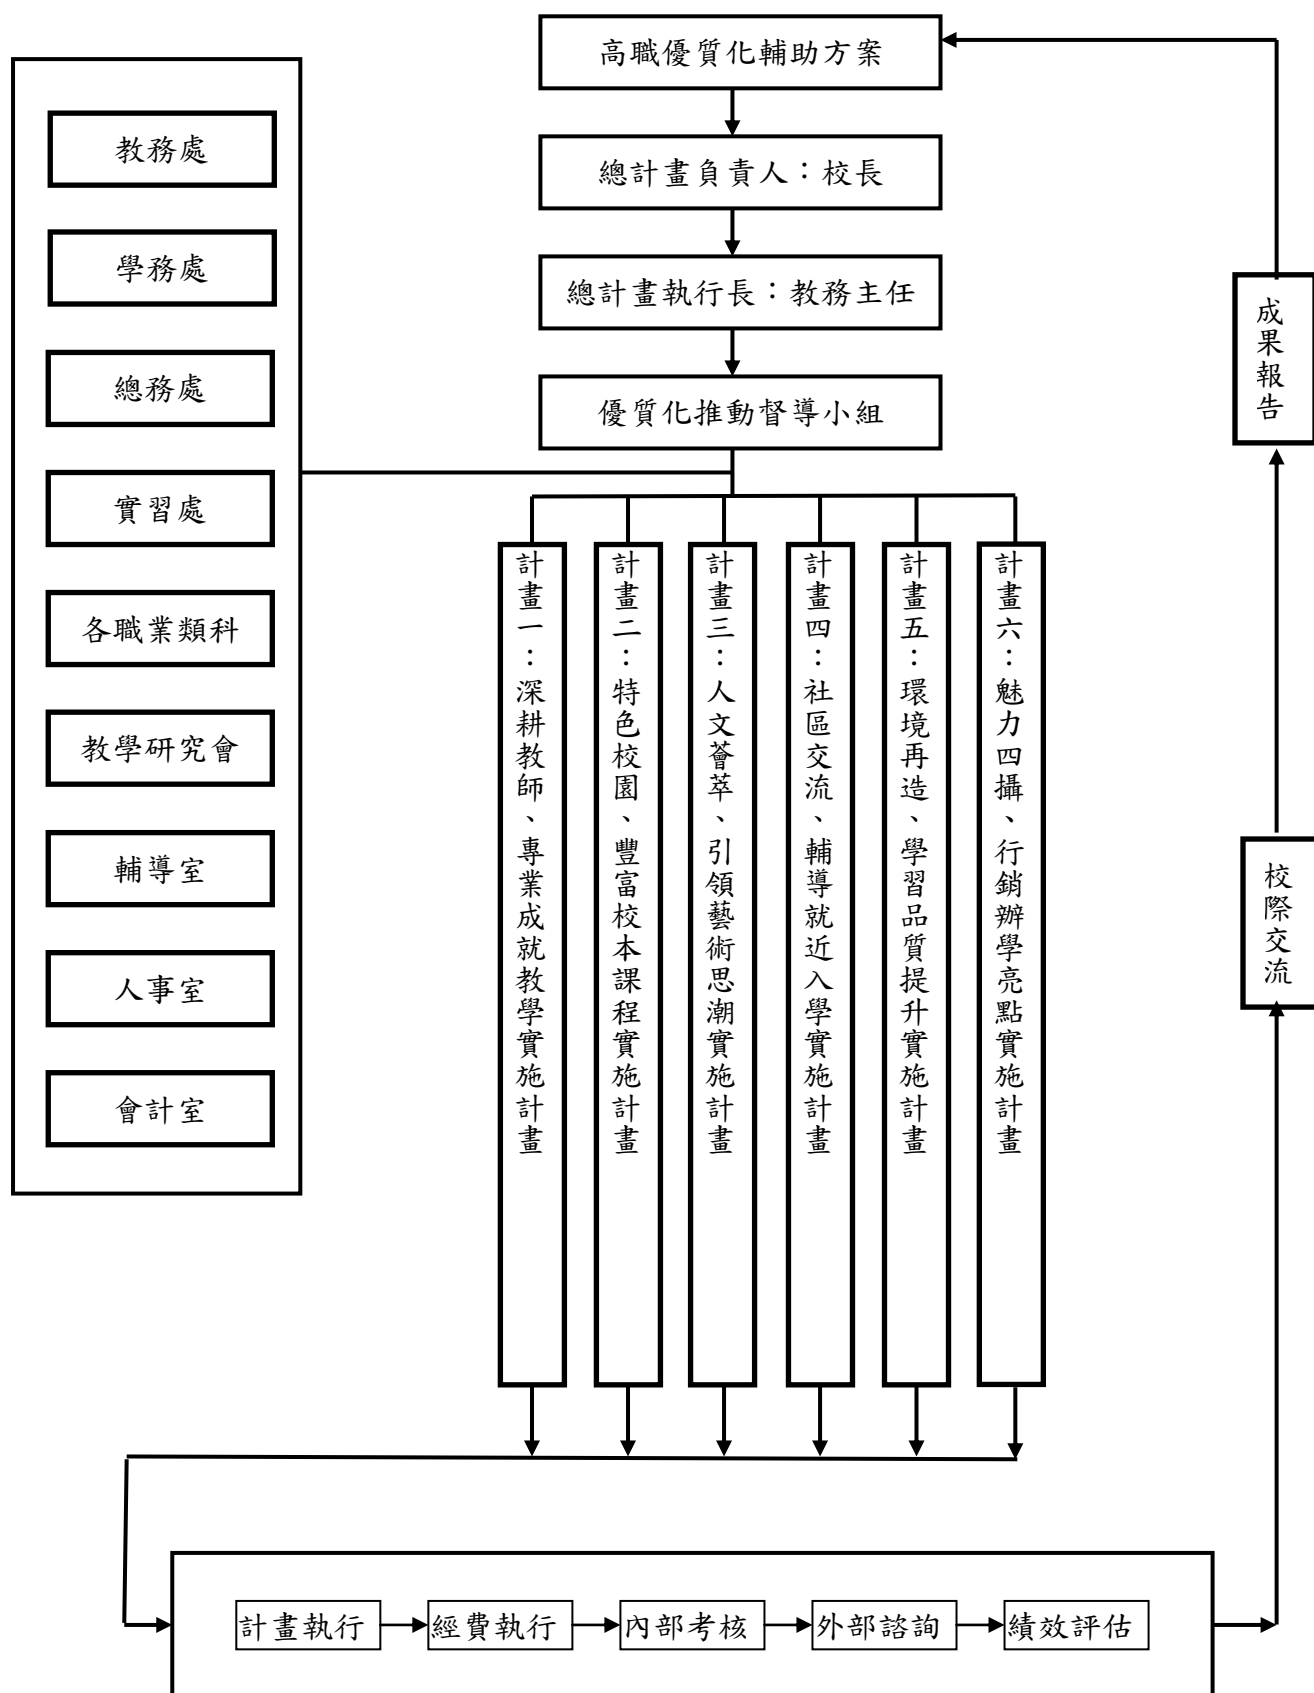 高職優質化輔助方案
總計畫負責人：校長
總計畫執行長：教務主任
優質化推動督導小組
教務處
學務處
總務處
實習處
各職業類科
教學研究會
輔導室
人事室
會計室
計畫一：深耕教師、專業成就教學實施計畫
計畫二：特色校園、豐富校本課程實施計畫
計畫三：人文薈萃、引領藝術思潮實施計畫
計畫四：社區交流、輔導就近入學實施計畫
計畫五：環境再造、學習品質提升實施計畫
計畫六：魅力四攝、行銷辦學亮點實施計畫
成果報告
校際交流
計畫執行
經費執行
內部考核
外部諮詢
績效評估